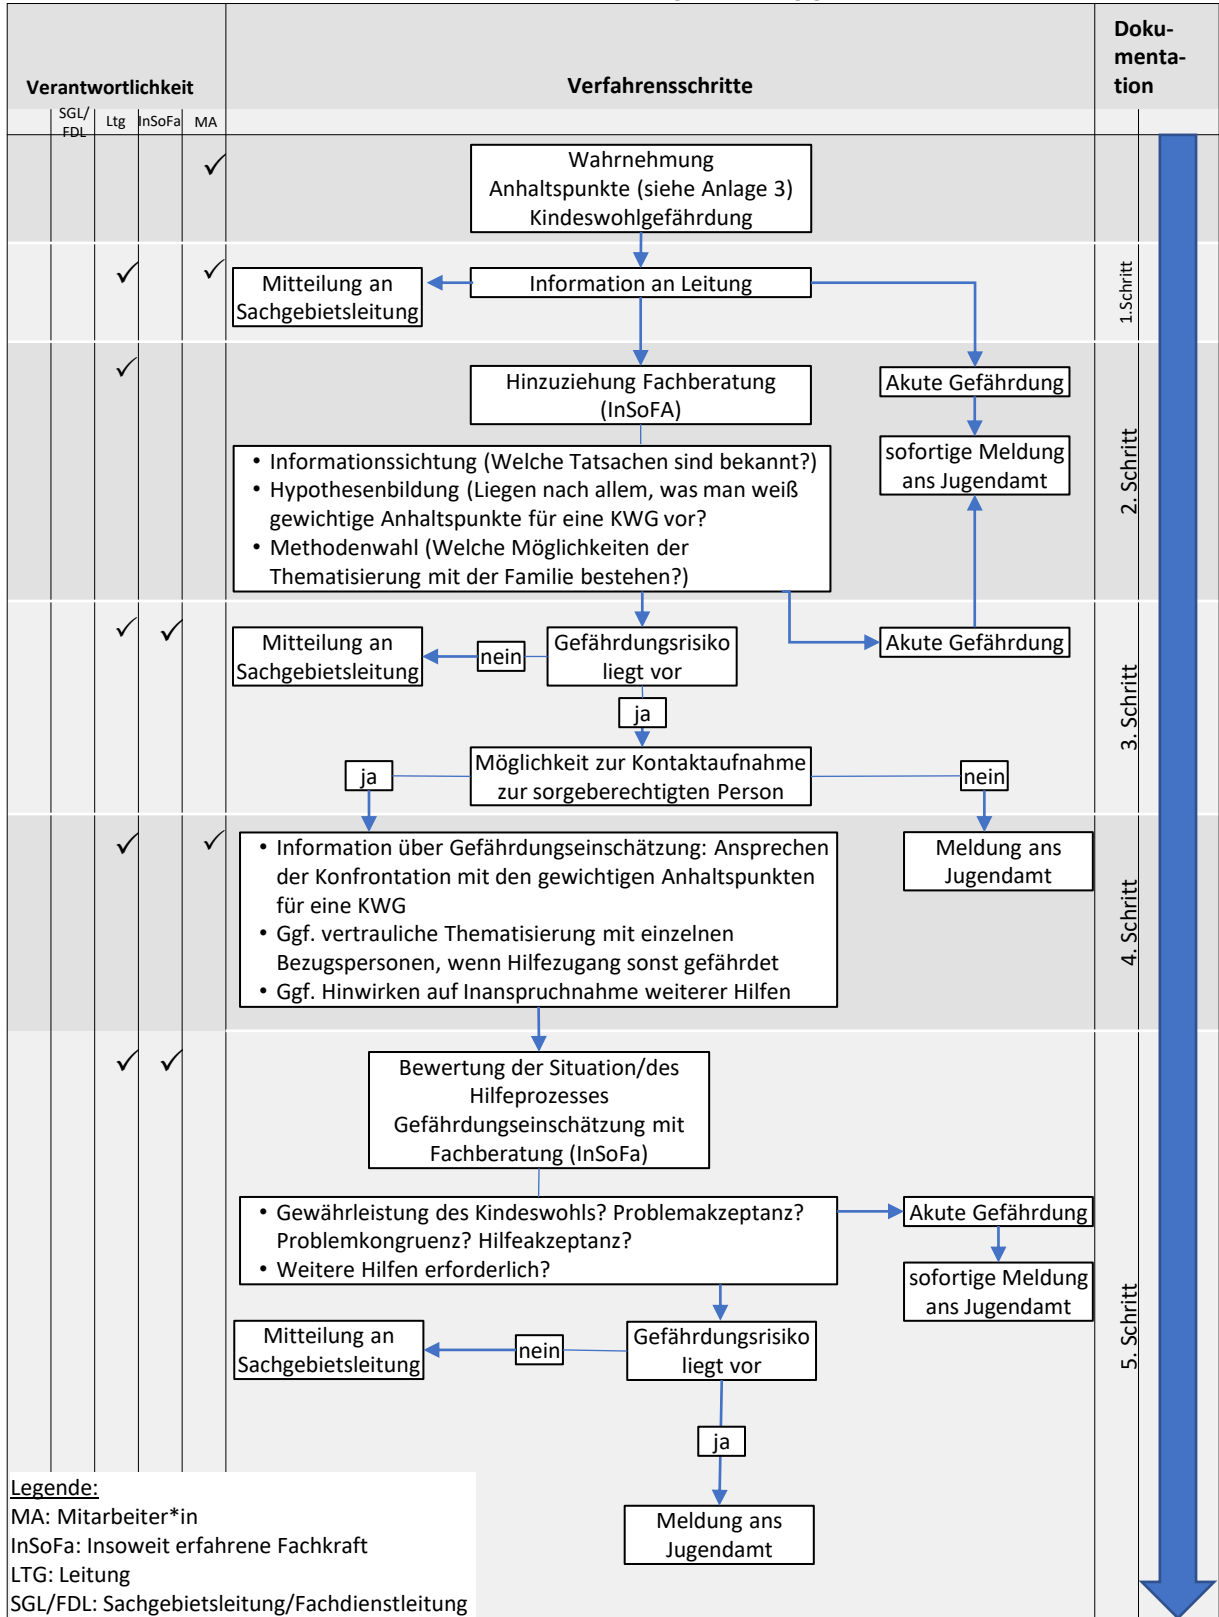 Doku-
menta-
tion
Verantwortlichkeit
Verfahrensschritte
SGL/
FDL
Ltg
InSoFa
MA
Wahrnehmung
Anhaltspunkte (siehe Anlage 3)
Kindeswohlgefährdung
Mitteilung an
Sachgebietsleitung
Information an Leitung
1.Schritt
Hinzuziehung Fachberatung
(InSoFA)
Akute Gefährdung
sofortige Meldung
ans Jugendamt
2. Schritt
• Informationssichtung (Welche Tatsachen sind bekannt?)
• Hypothesenbildung (Liegen nach allem, was man weiß
gewichtige Anhaltspunkte für eine KWG vor?
• Methodenwahl (Welche Möglichkeiten der
Thematisierung mit der Familie bestehen?)
Mitteilung an
Sachgebietsleitung
nein
Gefährdungsrisiko
liegt vor
Akute Gefährdung
3. Schritt
ja
Möglichkeit zur Kontaktaufnahme
zur sorgeberechtigten Person
ja
nein
• Information über Gefährdungseinschätzung: Ansprechen
der Konfrontation mit den gewichtigen Anhaltspunkten
für eine KWG
• Ggf. vertrauliche Thematisierung mit einzelnen
Bezugspersonen, wenn Hilfezugang sonst gefährdet
• Ggf. Hinwirken auf Inanspruchnahme weiterer Hilfen
Meldung ans
Jugendamt
4. Schritt
Bewertung der Situation/des
Hilfeprozesses
Gefährdungseinschätzung mit
Fachberatung (InSoFa)
• Gewährleistung des Kindeswohls? Problemakzeptanz?
Problemkongruenz? Hilfeakzeptanz?
• Weitere Hilfen erforderlich?
Akute Gefährdung
sofortige Meldung
ans Jugendamt
5. Schritt
Mitteilung an
Sachgebietsleitung
nein
Gefährdungsrisiko
liegt vor
ja
Meldung ans
Jugendamt
Legende:
MA: Mitarbeiter*in
InSoFa: Insoweit erfahrene Fachkraft
LTG: Leitung
SGL/FDL: Sachgebietsleitung/Fachdienstleitung